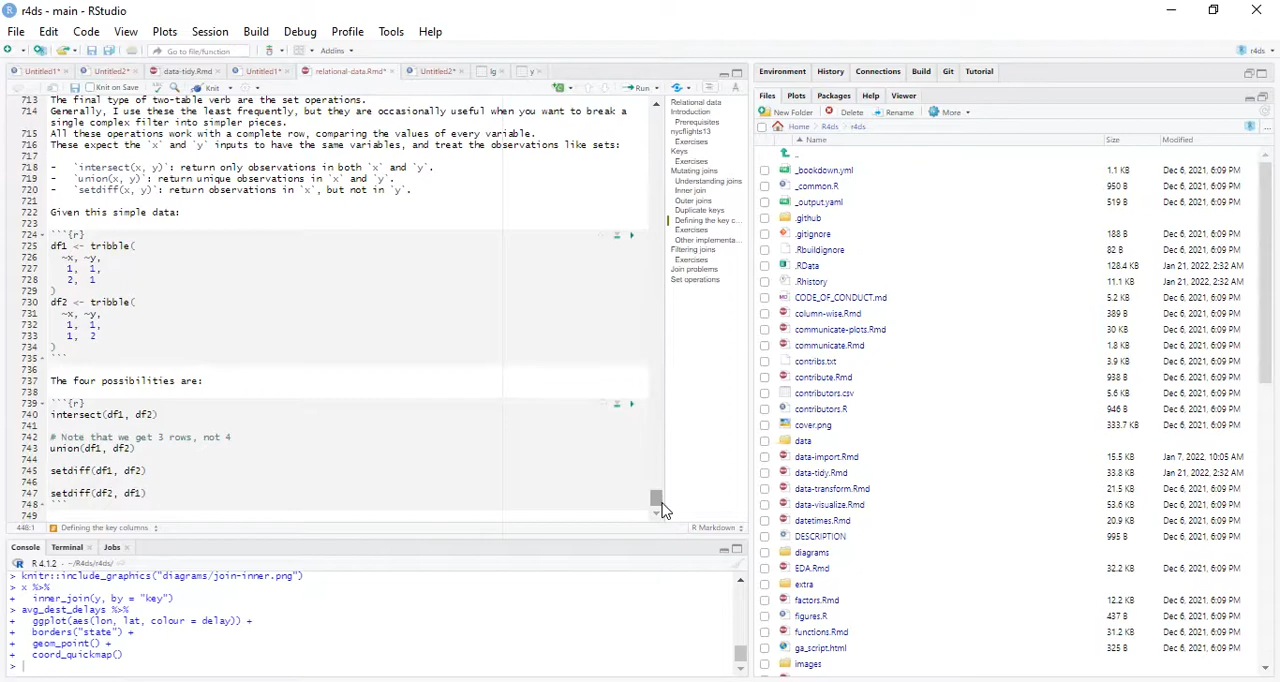 r4ds - main - RStudio
File Edit Code View Plots Session Build Debug Profile Tools Help
Go to file/function Addins r4ds
Untitled1* Untitled2* data-tidy.Rmd Untitled1* relational-data.Rmd* Untitled2* lg y
Knit on Save Knit Run
713 The final type of two-table verb are the set operations.
714 Generally, I use these the least frequently, but they are occasionally useful when you want to break a
single complex filter into simpler pieces.
715 All these operations work with a complete row, comparing the values of every variable.
716 These expect the `x` and `y` inputs to have the same variables, and treat the observations like sets:
717
718 - `intersect(x, y)`: return only observations in both `x` and `y`.
719 - `union(x, y)`: return unique observations in `x` and `y`.
720 - `setdiff(x, y)`: return observations in `x`, but not in `y`.
721
722 Given this simple data:
723
724 ```{r}
725 df1 <- tribble(
726 ~x, ~y,
727 1, 1,
728 2, 1
729 )
730 df2 <- tribble(
731 ~x, ~y,
732 1, 1,
733 1, 2
734 )
735 ```
736
737 The four possibilities are:
738
739 ```{r}
740 intersect(df1, df2)
741
742 # Note that we get 3 rows, not 4
743 union(df1, df2)
744
745 setdiff(df1, df2)
746
747 setdiff(df2, df1)
748 ```
749
448:1 Defining the key columns R Markdown
Relational data
Introduction
Prerequisites
nycflights13
Exercises
Keys
Exercises
Mutating joins
Understanding joins
Inner join
Outer joins
Duplicate keys
Defining the key c...
Exercises
Other implementa...
Filtering joins
Exercises
Join problems
Set operations
Console Terminal Jobs
R 4.1.2 · ~/R4ds/r4ds/
> knitr::include_graphics("diagrams/join-inner.png")
> x %>%
+ inner_join(y, by = "key")
> avg_dest_delays %>%
+ ggplot(aes(lon, lat, colour = delay)) +
+ borders("state") +
+ geom_point() +
+ coord_quickmap()
>
Environment History Connections Build Git Tutorial
Files Plots Packages Help Viewer
New Folder Delete Rename More
Home R4ds r4ds
Name Size Modified
..
_bookdown.yml 1.1 KB Dec 6, 2021, 6:09 PM
_common.R 950 B Dec 6, 2021, 6:09 PM
_output.yaml 519 B Dec 6, 2021, 6:09 PM
.github
.gitignore 188 B Dec 6, 2021, 6:09 PM
.Rbuildignore 82 B Dec 6, 2021, 6:09 PM
.RData 128.4 KB Jan 21, 2022, 2:32 AM
.Rhistory 11.1 KB Jan 21, 2022, 2:32 AM
CODE_OF_CONDUCT.md 5.2 KB Dec 6, 2021, 6:09 PM
column-wise.Rmd 389 B Dec 6, 2021, 6:09 PM
communicate-plots.Rmd 30 KB Dec 6, 2021, 6:09 PM
communicate.Rmd 1.8 KB Dec 6, 2021, 6:09 PM
contribs.txt 3.9 KB Dec 6, 2021, 6:09 PM
contribute.Rmd 938 B Dec 6, 2021, 6:09 PM
contributors.csv 5.6 KB Dec 6, 2021, 6:09 PM
contributors.R 946 B Dec 6, 2021, 6:09 PM
cover.png 333.7 KB Dec 6, 2021, 6:09 PM
data
data-import.Rmd 15.5 KB Jan 7, 2022, 10:05 AM
data-tidy.Rmd 33.8 KB Jan 21, 2022, 2:32 AM
data-transform.Rmd 21.5 KB Dec 6, 2021, 6:09 PM
data-visualize.Rmd 53.6 KB Dec 6, 2021, 6:09 PM
datetimes.Rmd 20.9 KB Dec 6, 2021, 6:09 PM
DESCRIPTION 995 B Dec 6, 2021, 6:09 PM
diagrams
EDA.Rmd 32.2 KB Dec 6, 2021, 6:09 PM
extra
factors.Rmd 12.2 KB Dec 6, 2021, 6:09 PM
figures.R 437 B Dec 6, 2021, 6:09 PM
functions.Rmd 31.2 KB Dec 6, 2021, 6:09 PM
ga_script.html 325 B Dec 6, 2021, 6:09 PM
images